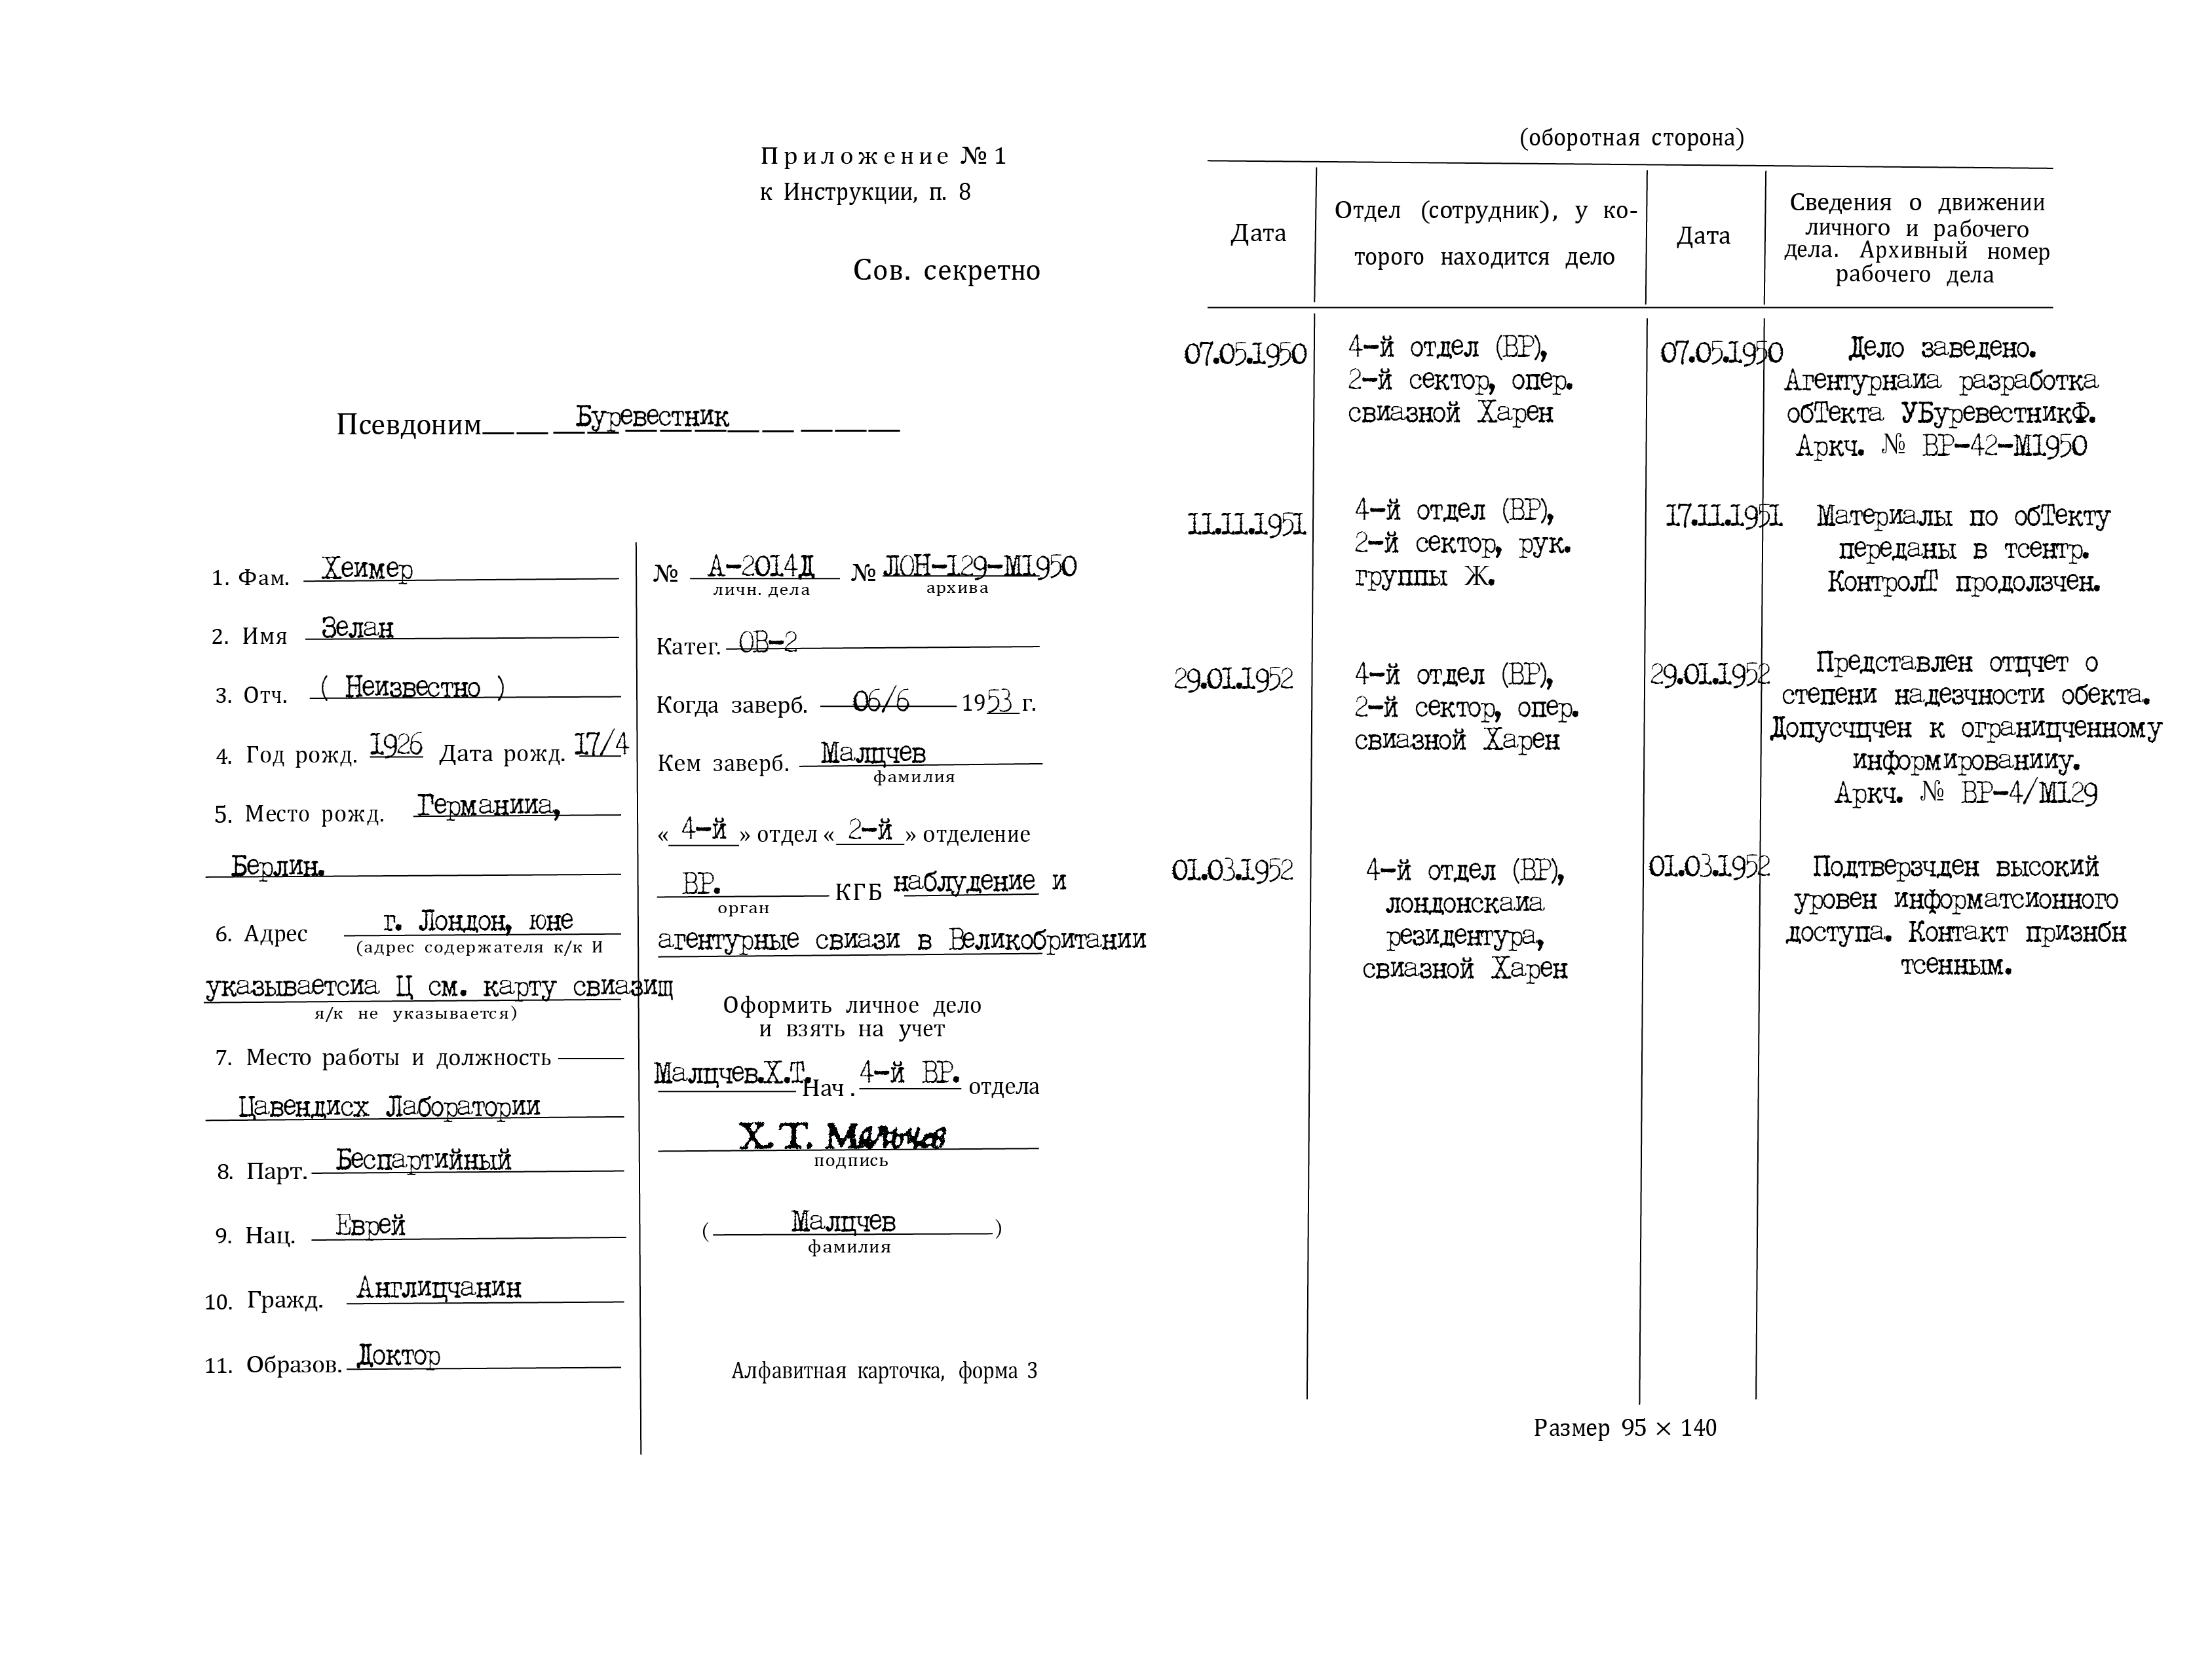 Приложение № 1
к Инструкции, п. 8
Сов. секретно
Псевдоним Буревестник
1. Фам. Хеимер
2. Имя Зелан
3. Отч. ( Неизвестно )
4. Год рожд. 1926 Дата рожд. 17/4
5. Место рожд. Германииа,
Берлин.
6. Адрес г. Лондон, юне
(адрес содержателя к/к И
указываетсиа Ц см. карту свиазищ
я/к не указывается)
7. Место работы и должность
Цавендисх Лаборатории
8. Парт. Беспартийный
9. Нац. Еврей
10. Гражд. Англицчанин
11. Образов. Доктор
№ А-2014Д № ЛОН-129-М1950
личн. дела архива
Катег. ОВ-2
Когда заверб. 06/6 1953 г.
Кем заверб. Малцчев
фамилия
« 4-й » отдел « 2-й » отделение
ВР. КГБ наблудение и
орган
агентурные свиази в Великобритании
Оформить личное дело
и взять на учет
Малцчев.Х.Т. Нач. 4-й ВР. отдела
Х.Т. Мальчев
подпись
( Малцчев )
фамилия
Алфавитная карточка, форма 3
(оборотная сторона)
Дата
Отдел (сотрудник), у ко-
торого находится дело
Дата
Сведения о движении
личного и рабочего
дела. Архивный номер
рабочего дела
07.05.1950
4-й отдел (ВР),
2-й сектор, опер.
свиазной Харен
07.05.1950
Дело заведено.
Агентурнаиа разработка
обТекта УБуревестникФ.
Аркч. № ВР-42-М1950
11.11.1951
4-й отдел (ВР),
2-й сектор, рук.
группы Ж.
17.11.1951
Материалы по обТекту
переданы в тсентр.
КонтролТ продолзчен.
29.01.1952
4-й отдел (ВР),
2-й сектор, опер.
свиазной Харен
29.01.1952
Представлен отцчет о
степени надезчности обекта.
Допусчцчен к ограницченному
информированииу.
Аркч. № ВР-4/М129
01.03.1952
4-й отдел (ВР),
лондонскаиа
резидентура,
свиазной Харен
01.03.1952
Подтверзчден высокий
уровен информатсионного
доступа. Контакт признбн
тсенным.
Размер 95 × 140